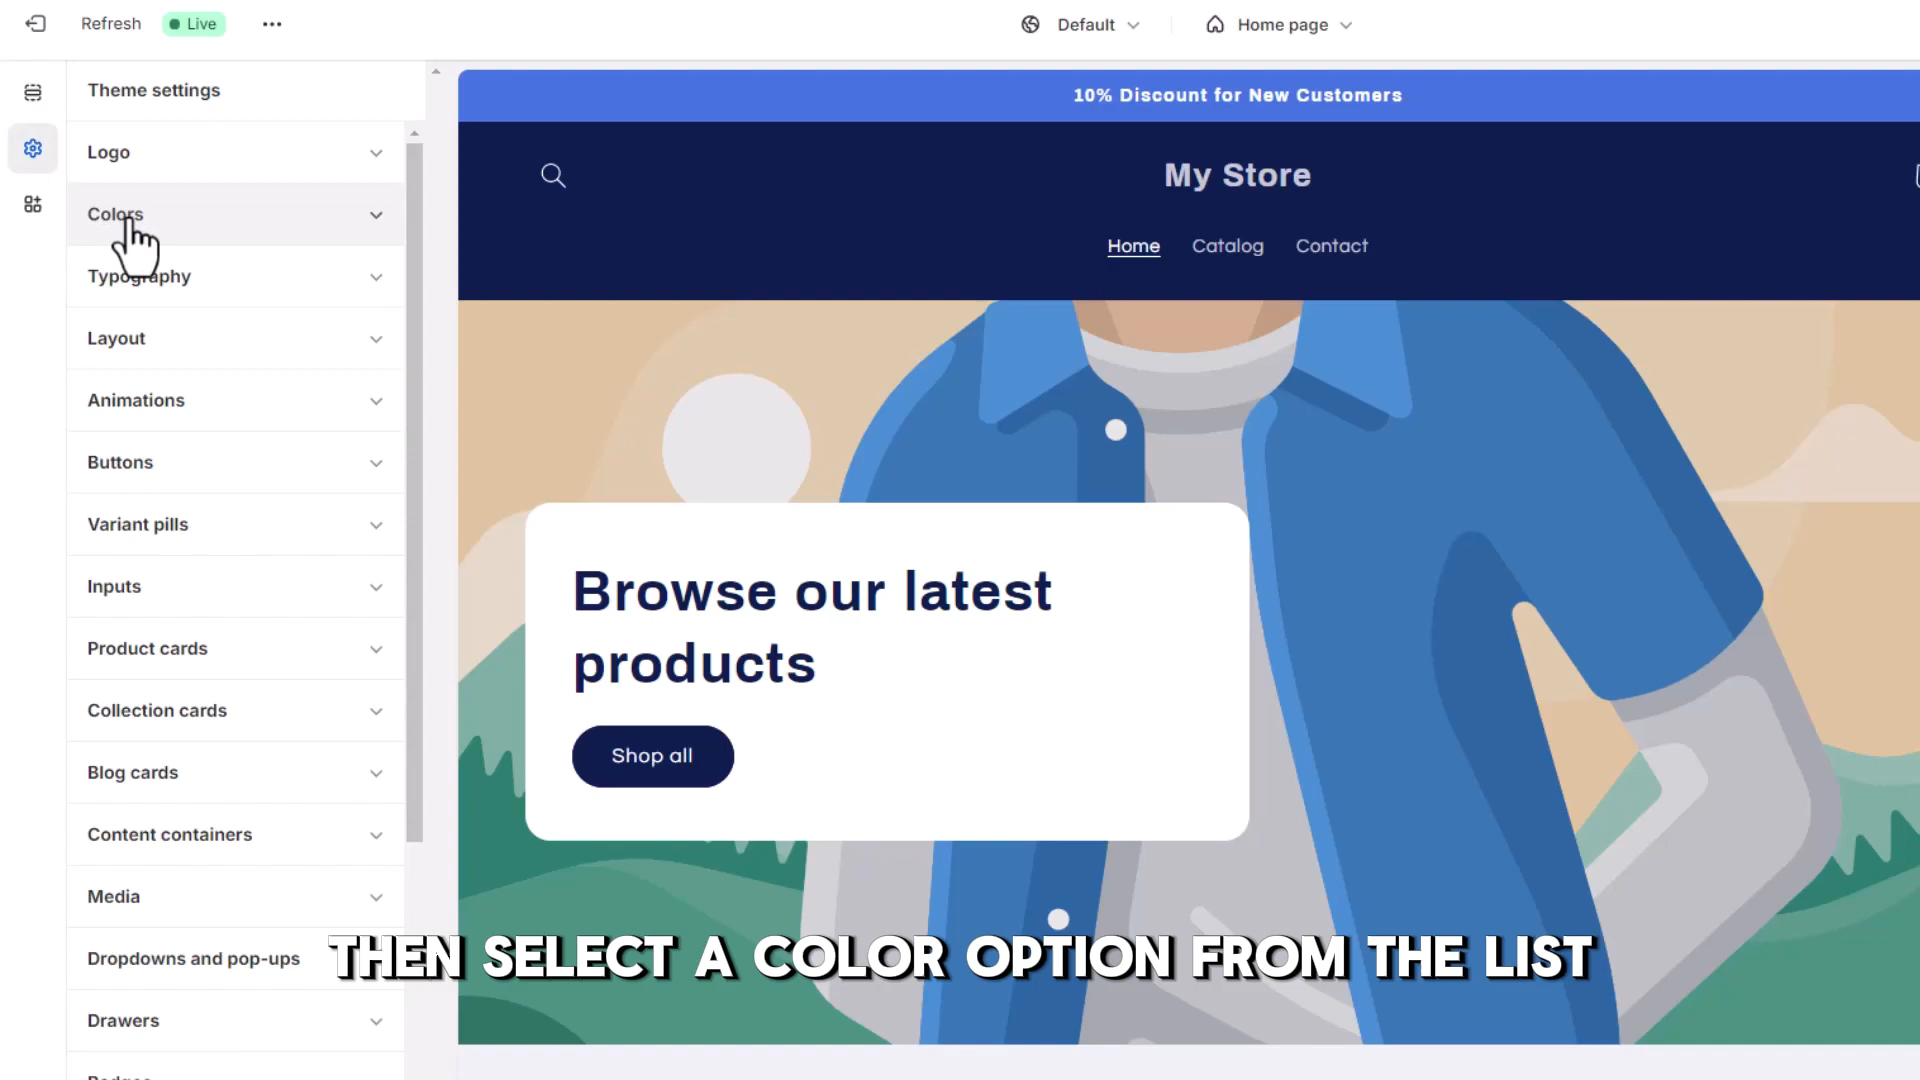 Refresh
Live
Default
Home page
Theme settings
Logo
Colors
Typography
Layout
Animations
Buttons
Variant pills
Inputs
Product cards
Collection cards
Blog cards
Content containers
Media
Dropdowns and pop-ups
Drawers
10% Discount for New Customers
My Store
Home Catalog Contact
Browse our latest
products
Shop all
THEN SELECT A COLOR OPTION FROM THE LIST